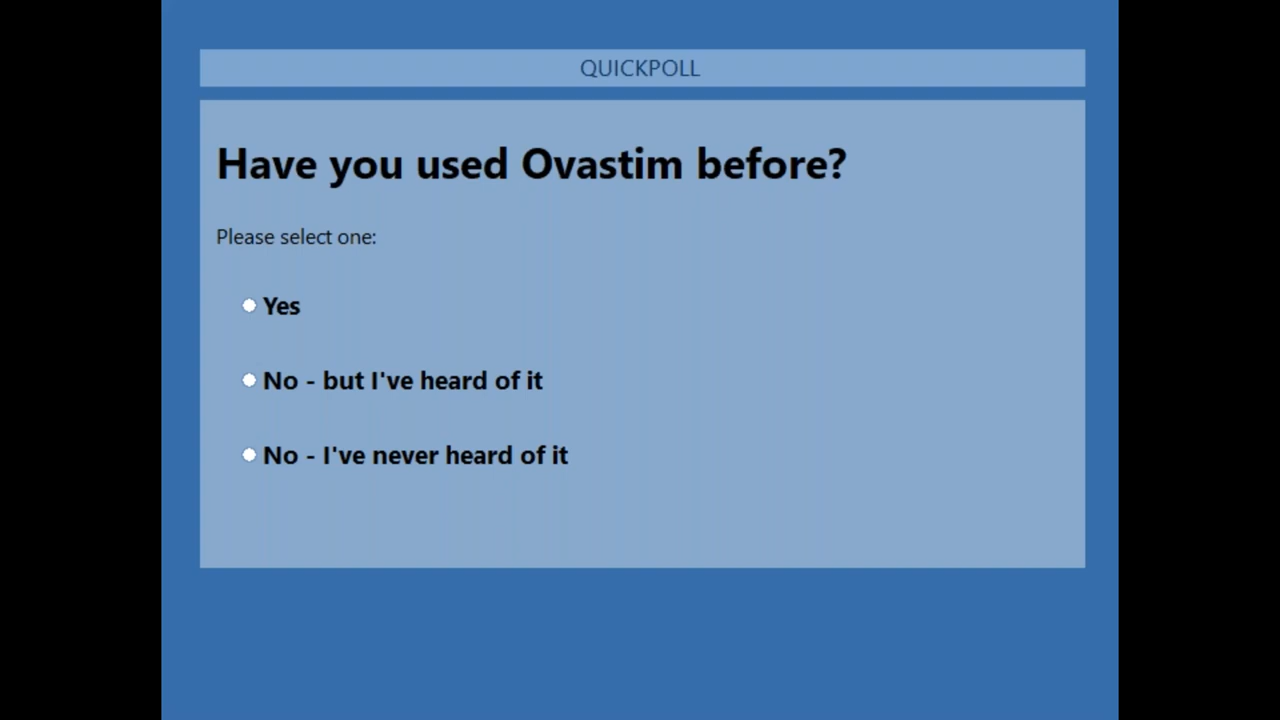 QUICKPOLL
Have you used Ovastim before?
Please select one:
Yes
No - but I've heard of it
No - I've never heard of it